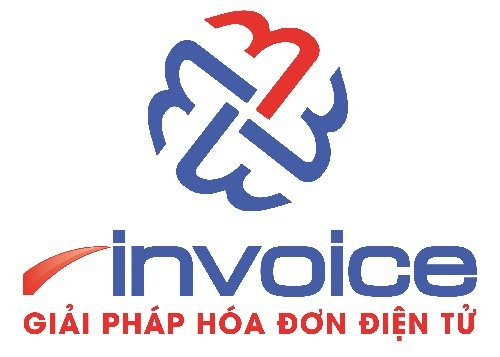 invoice
GIẢI PHÁP HÓA ĐƠN ĐIỆN TỬ